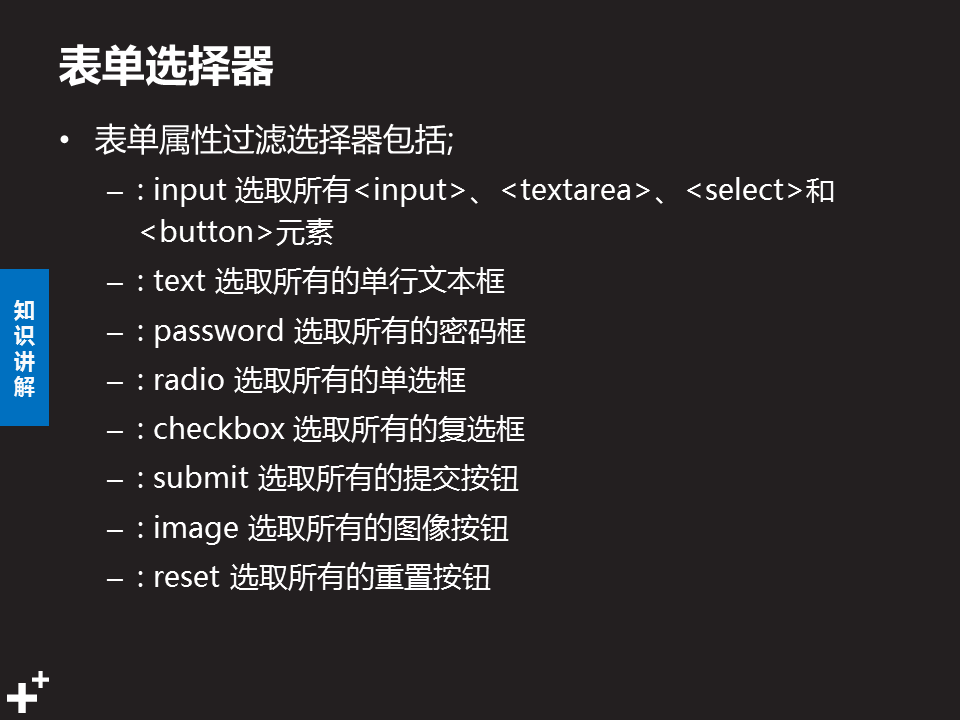 表单选择器
• 表单属性过滤选择器包括;
– : input 选取所有<input>、<textarea>、<select>和
<button>元素
– : text 选取所有的单行文本框
– : password 选取所有的密码框
– : radio 选取所有的单选框
– : checkbox 选取所有的复选框
– : submit 选取所有的提交按钮
– : image 选取所有的图像按钮
– : reset 选取所有的重置按钮
知
识
讲
解